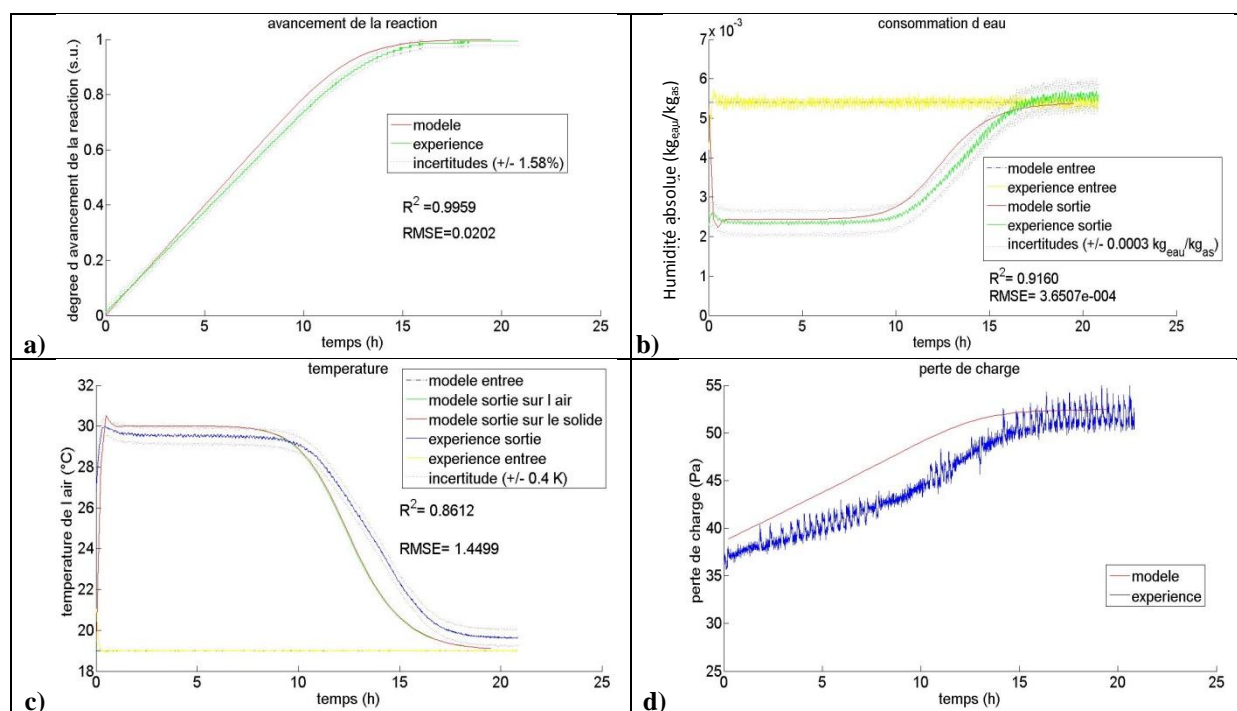 avancement de la reaction
degree d avancement de la reaction (s.u.)
1
0.8
0.6
0.4
0.2
0
0 5 10 15 20 25
temps (h)
modele
experience
incertitudes (+/- 1.58%)
R² =0.9959
RMSE=0.0202
a)
consommation d eau
Humidité absolue (kg_eau/kg_as)
7 x 10^-3
6
5
4
3
2
1
0
0 5 10 15 20 25
temps (h)
modele entree
experience entree
modele sortie
experience sortie
incertitudes (+/- 0.0003 kg_eau/kg_as)
R²= 0.9160
RMSE= 3.6507e-004
b)
temperature
temperature de l air (°C)
32
30
28
26
24
22
20
18
0 5 10 15 20 25
temps (h)
modele entree
modele sortie sur l air
modele sortie sur le solide
experience sortie
experience entree
incertitude (+/- 0.4 K)
R²= 0.8612
RMSE= 1.4499
c)
perte de charge
perte de charge (Pa)
55
50
45
40
35
30
25
0 5 10 15 20 25
temps (h)
modele
experience
d)